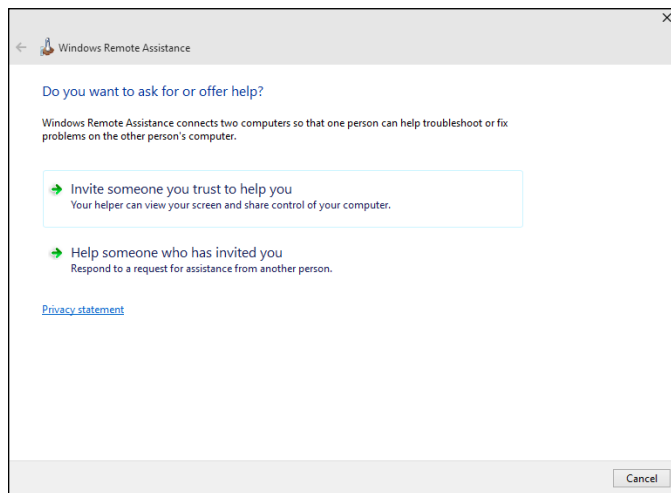 Windows Remote Assistance
Do you want to ask for or offer help?
Windows Remote Assistance connects two computers so that one person can help troubleshoot or fix
problems on the other person's computer.
Invite someone you trust to help you
Your helper can view your screen and share control of your computer.
Help someone who has invited you
Respond to a request for assistance from another person.
Privacy statement
Cancel